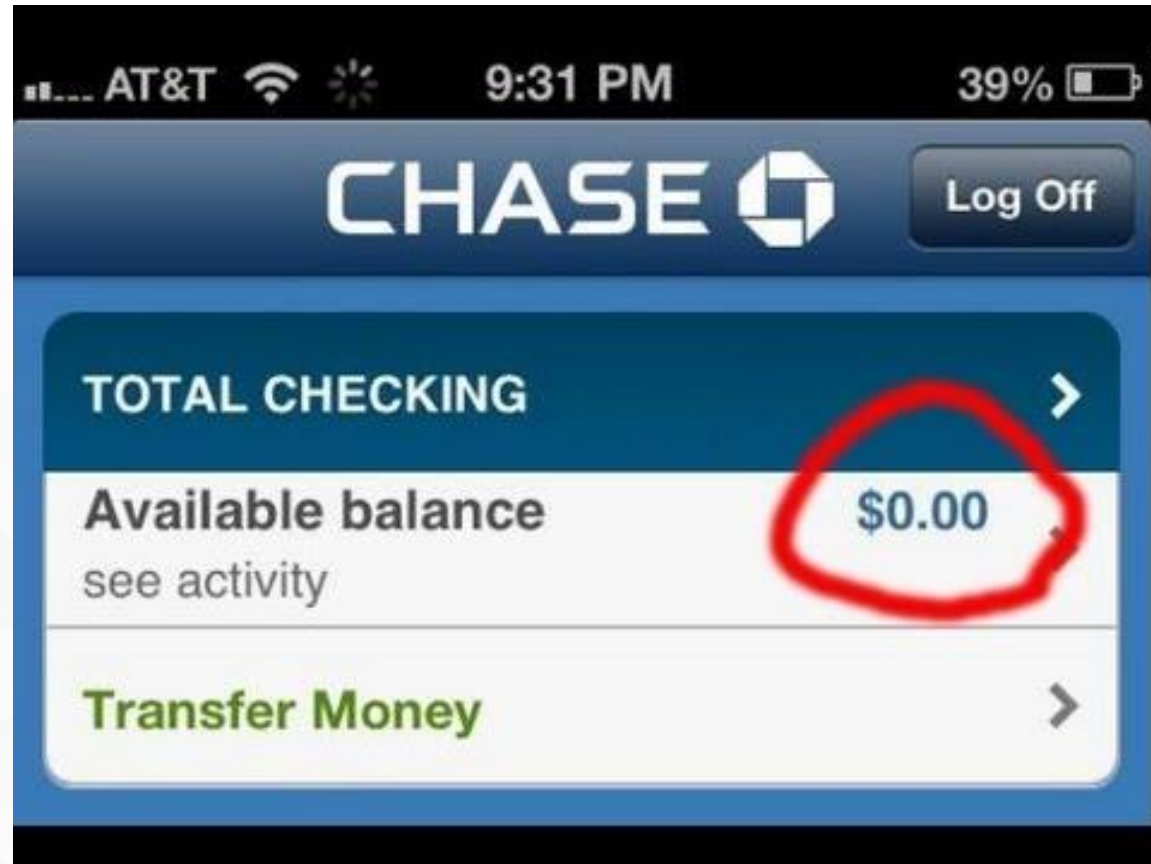 AT&T 9:31 PM 39%
CHASE Log Off
TOTAL CHECKING
Available balance $0.00
see activity
Transfer Money